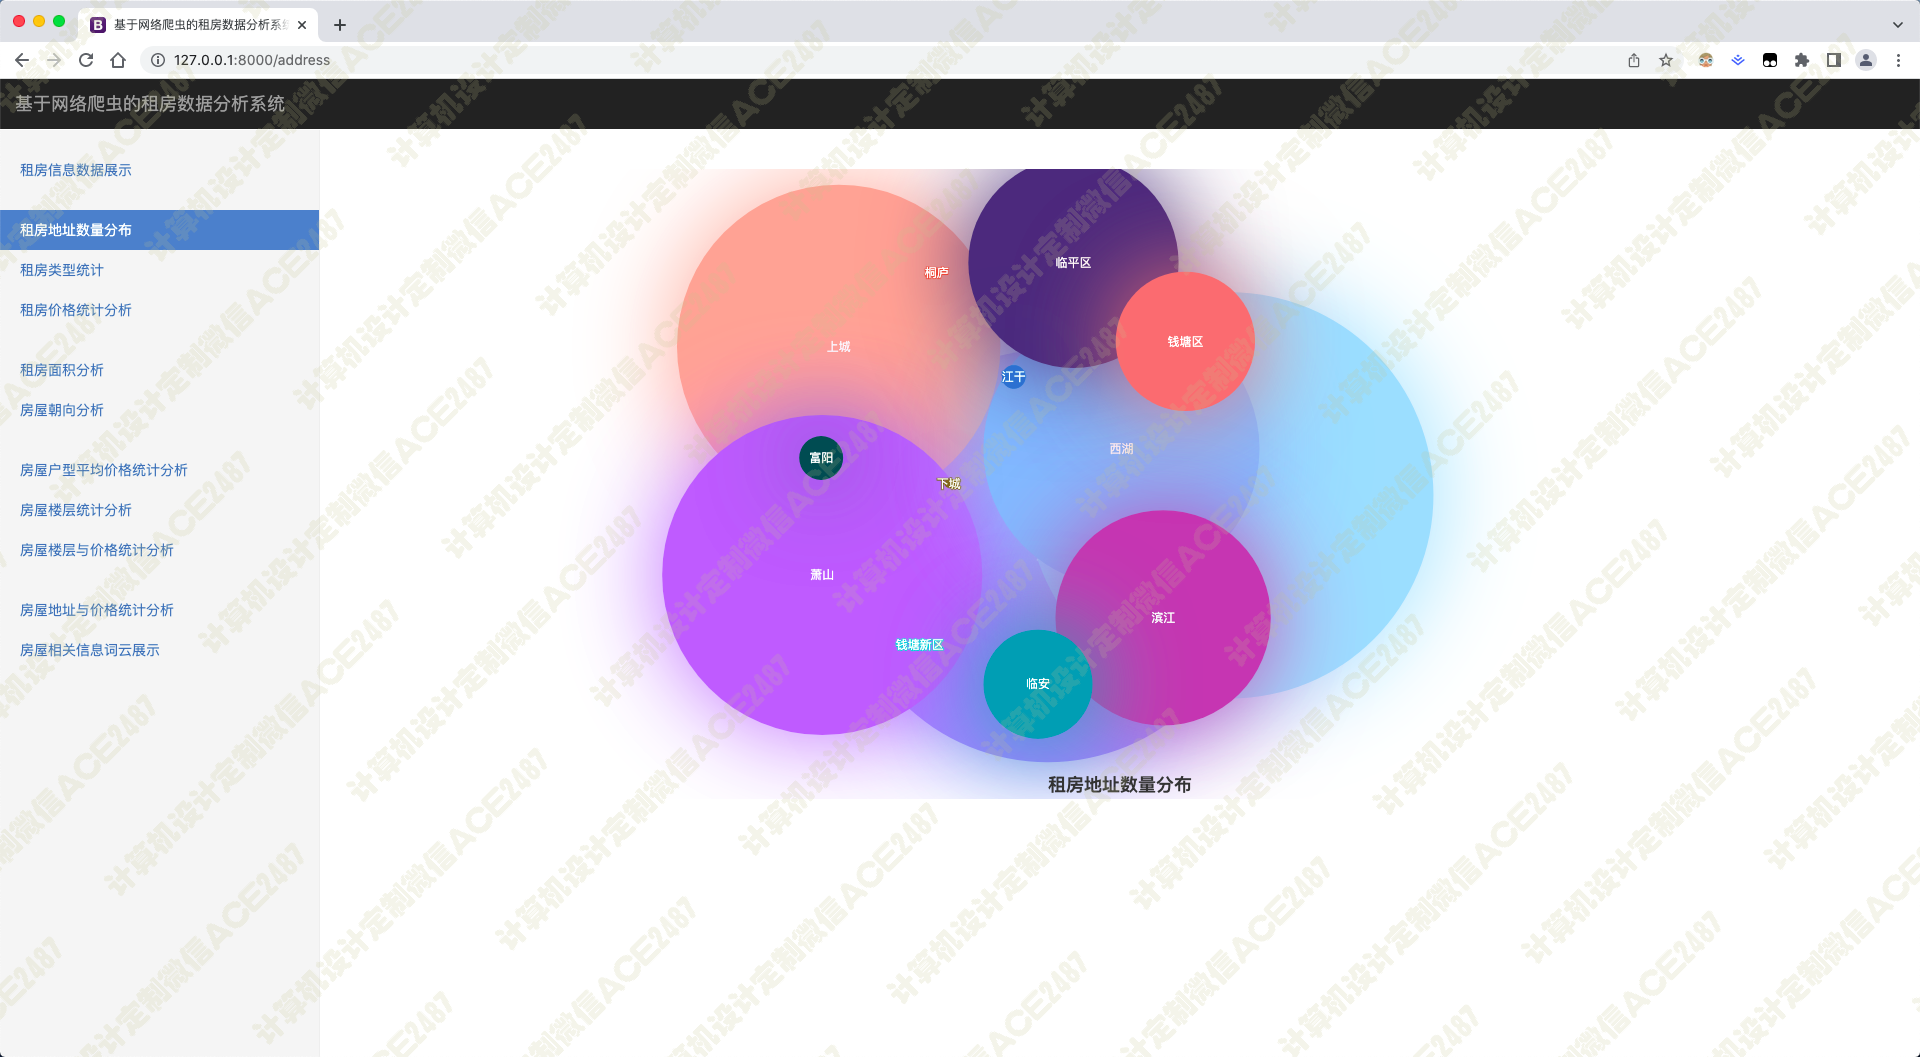 基于网络爬虫的租房数据分析系统
127.0.0.1:8000/address
基于网络爬虫的租房数据分析系统
租房信息数据展示
租房地址数量分布
租房类型统计
租房价格统计分析
租房面积分析
房屋朝向分析
房屋户型平均价格统计分析
房屋楼层统计分析
房屋楼层与价格统计分析
房屋地址与价格统计分析
房屋相关信息词云展示
临平区
桐庐
钱塘区
上城
江干
西湖
富阳
下城
萧山
滨江
钱塘新区
临安
租房地址数量分布
计算机设计定制微信ACE2487